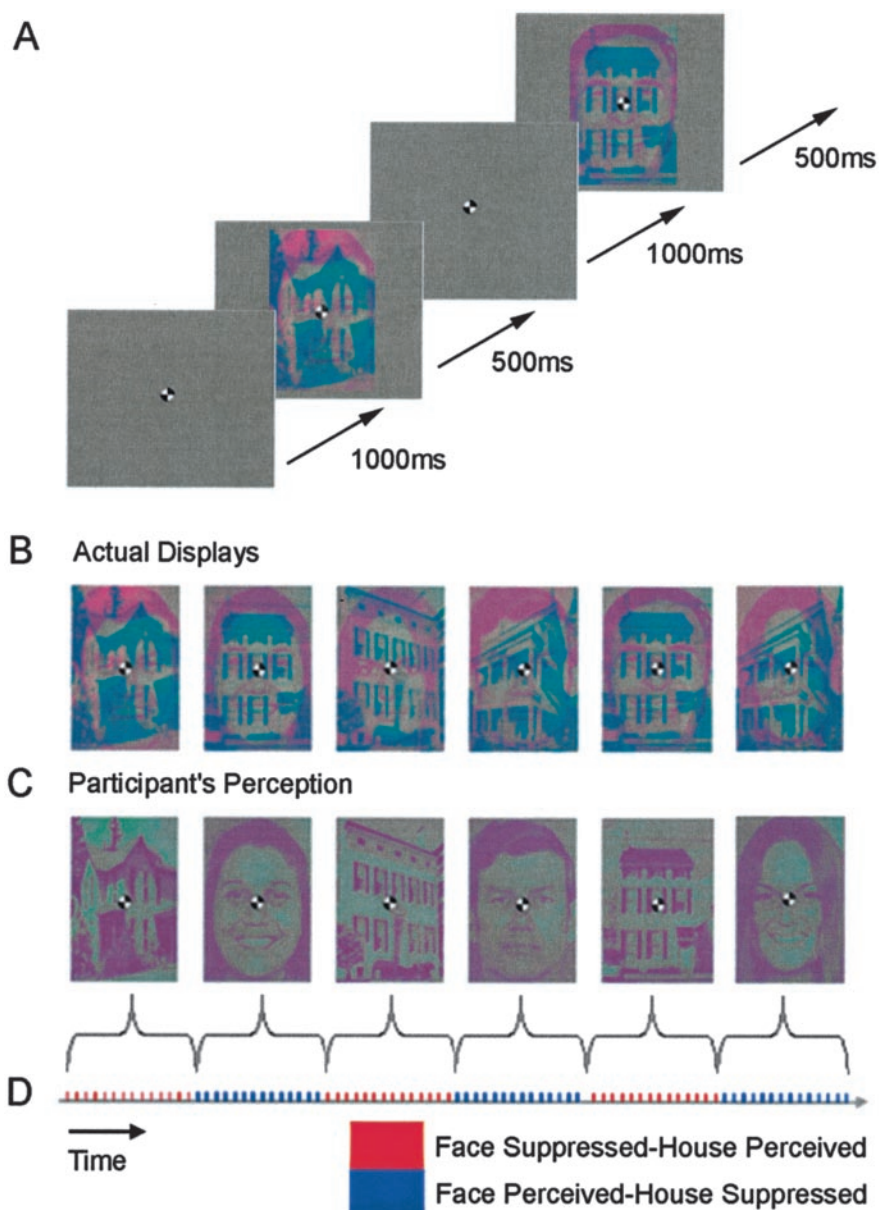 A
500ms
1000ms
500ms
1000ms
B Actual Displays
C Participant's Perception
D
Time
Face Suppressed-House Perceived
Face Perceived-House Suppressed